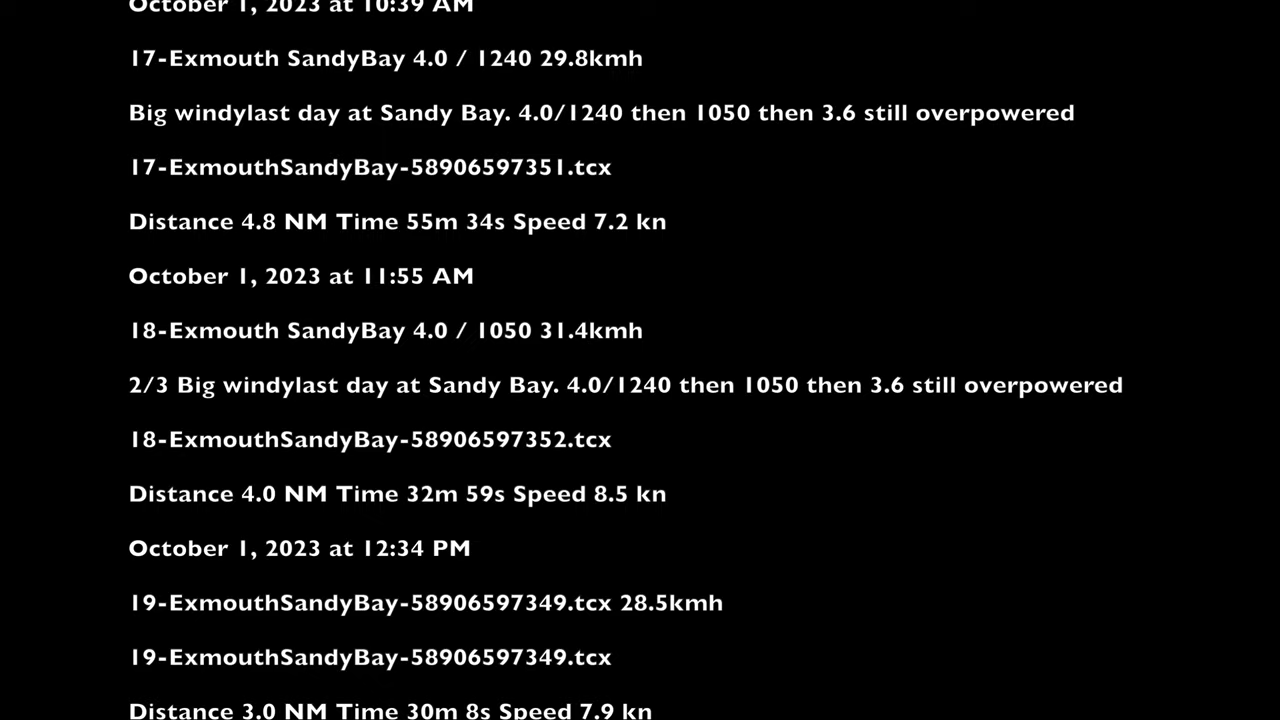 October 1, 2023 at 10:39 AM
17-Exmouth SandyBay 4.0 / 1240 29.8kmh
Big windylast day at Sandy Bay. 4.0/1240 then 1050 then 3.6 still overpowered
17-ExmouthSandyBay-58906597351.tcx
Distance 4.8 NM Time 55m 34s Speed 7.2 kn
October 1, 2023 at 11:55 AM
18-Exmouth SandyBay 4.0 / 1050 31.4kmh
2/3 Big windylast day at Sandy Bay. 4.0/1240 then 1050 then 3.6 still overpowered
18-ExmouthSandyBay-58906597352.tcx
Distance 4.0 NM Time 32m 59s Speed 8.5 kn
October 1, 2023 at 12:34 PM
19-ExmouthSandyBay-58906597349.tcx 28.5kmh
19-ExmouthSandyBay-58906597349.tcx
Distance 3.0 NM Time 30m 8s Speed 7.9 kn